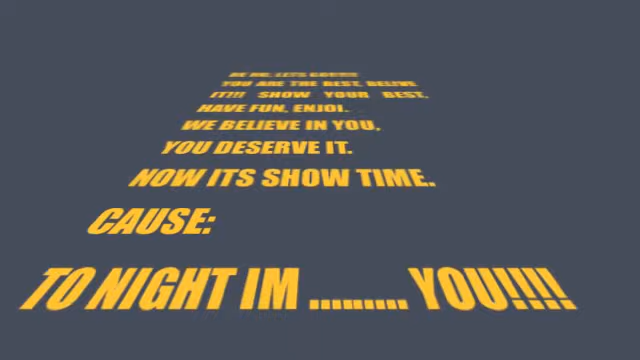 YOU ARE THE BEST, BELIVE
IT!!! SHOW YOUR BEST,
HAVE FUN, ENJOI.
WE BELIEVE IN YOU,
YOU DESERVE IT.
NOW ITS SHOW TIME.
CAUSE:
TO NIGHT IM ......... YOU!!!!